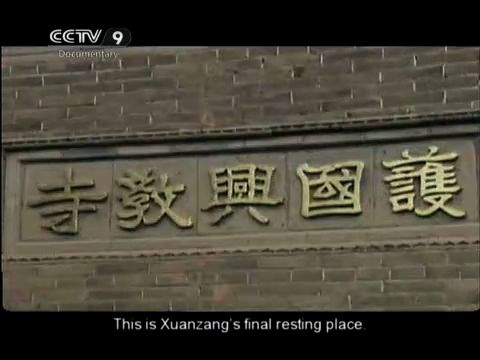 CCTV 9
Documentary
護國興教寺
This is Xuanzang's final resting place.